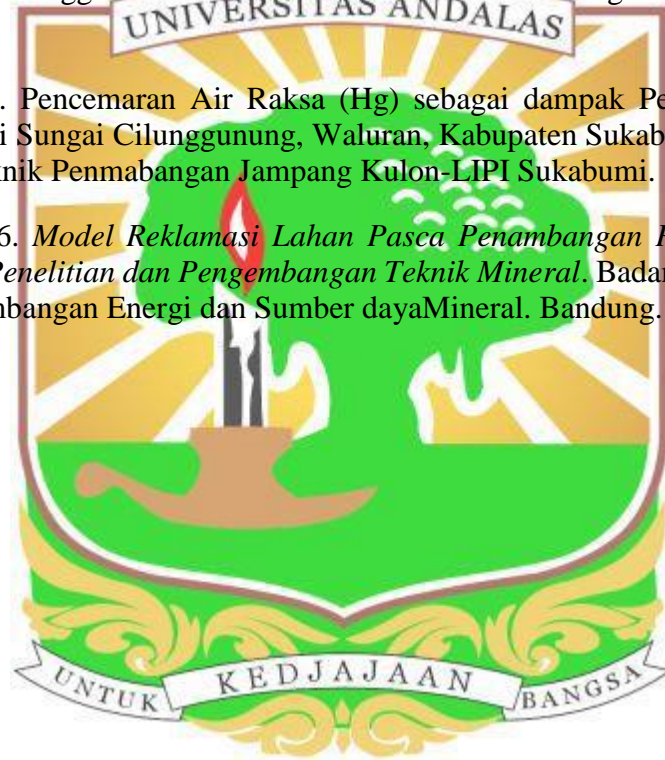 UNIVERSITAS ANDALAS
. Pencemaran Air Raksa (Hg) sebagai dampak
i Sungai Cilunggunung, Waluran, Kabupaten
knik Penmabangan Jampang Kulon-LIPI Sukabumi.
6. Model Reklamasi Lahan Pasca Penambangan
Penelitian dan Pengembangan Teknik Mineral. Badan
mbangan Energi dan Sumber dayaMineral. Bandung.
UNTUK KEDJAJAAN BANGSA